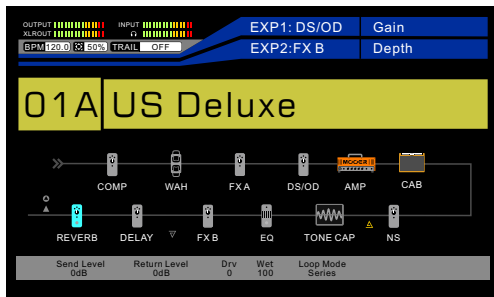 OUTPUT INPUT EXP1: DS/OD Gain
XLROUT
BPM 120.0 50% TRAIL OFF EXP2:FX B Depth
01A US Deluxe
MOOER
COMP WAH FX A DS/OD AMP CAB
REVERB DELAY FX B EQ TONE CAP NS
Send Level Return Level Drv Wet Loop Mode
0dB 0dB 0 100 Series